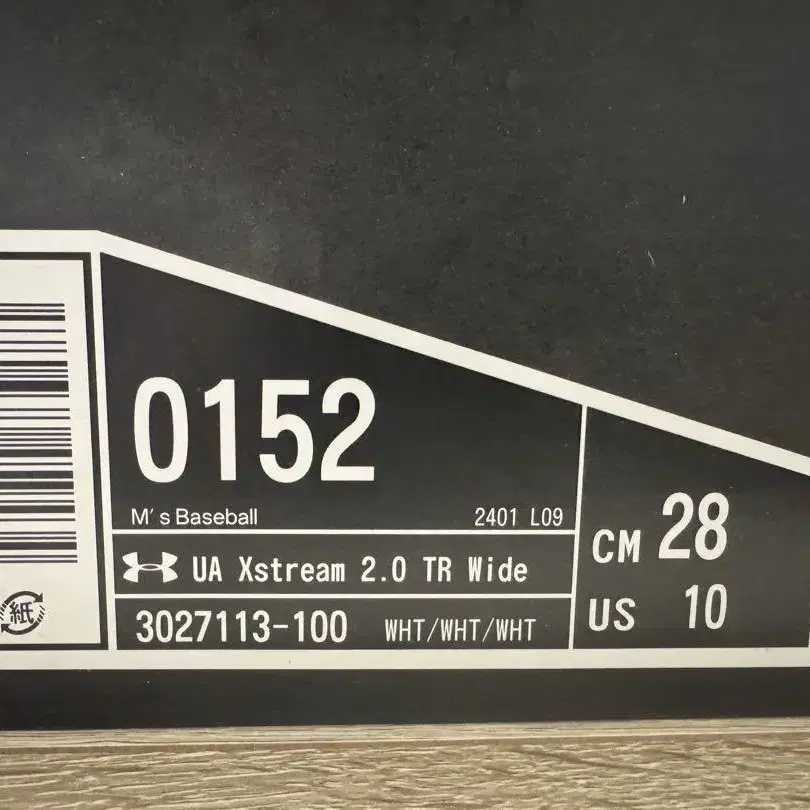 0152
M's Baseball 2401 L09
UA Xstream 2.0 TR Wide
3027113-100 WHT/WHT/WHT
CM 28
US 10
紙